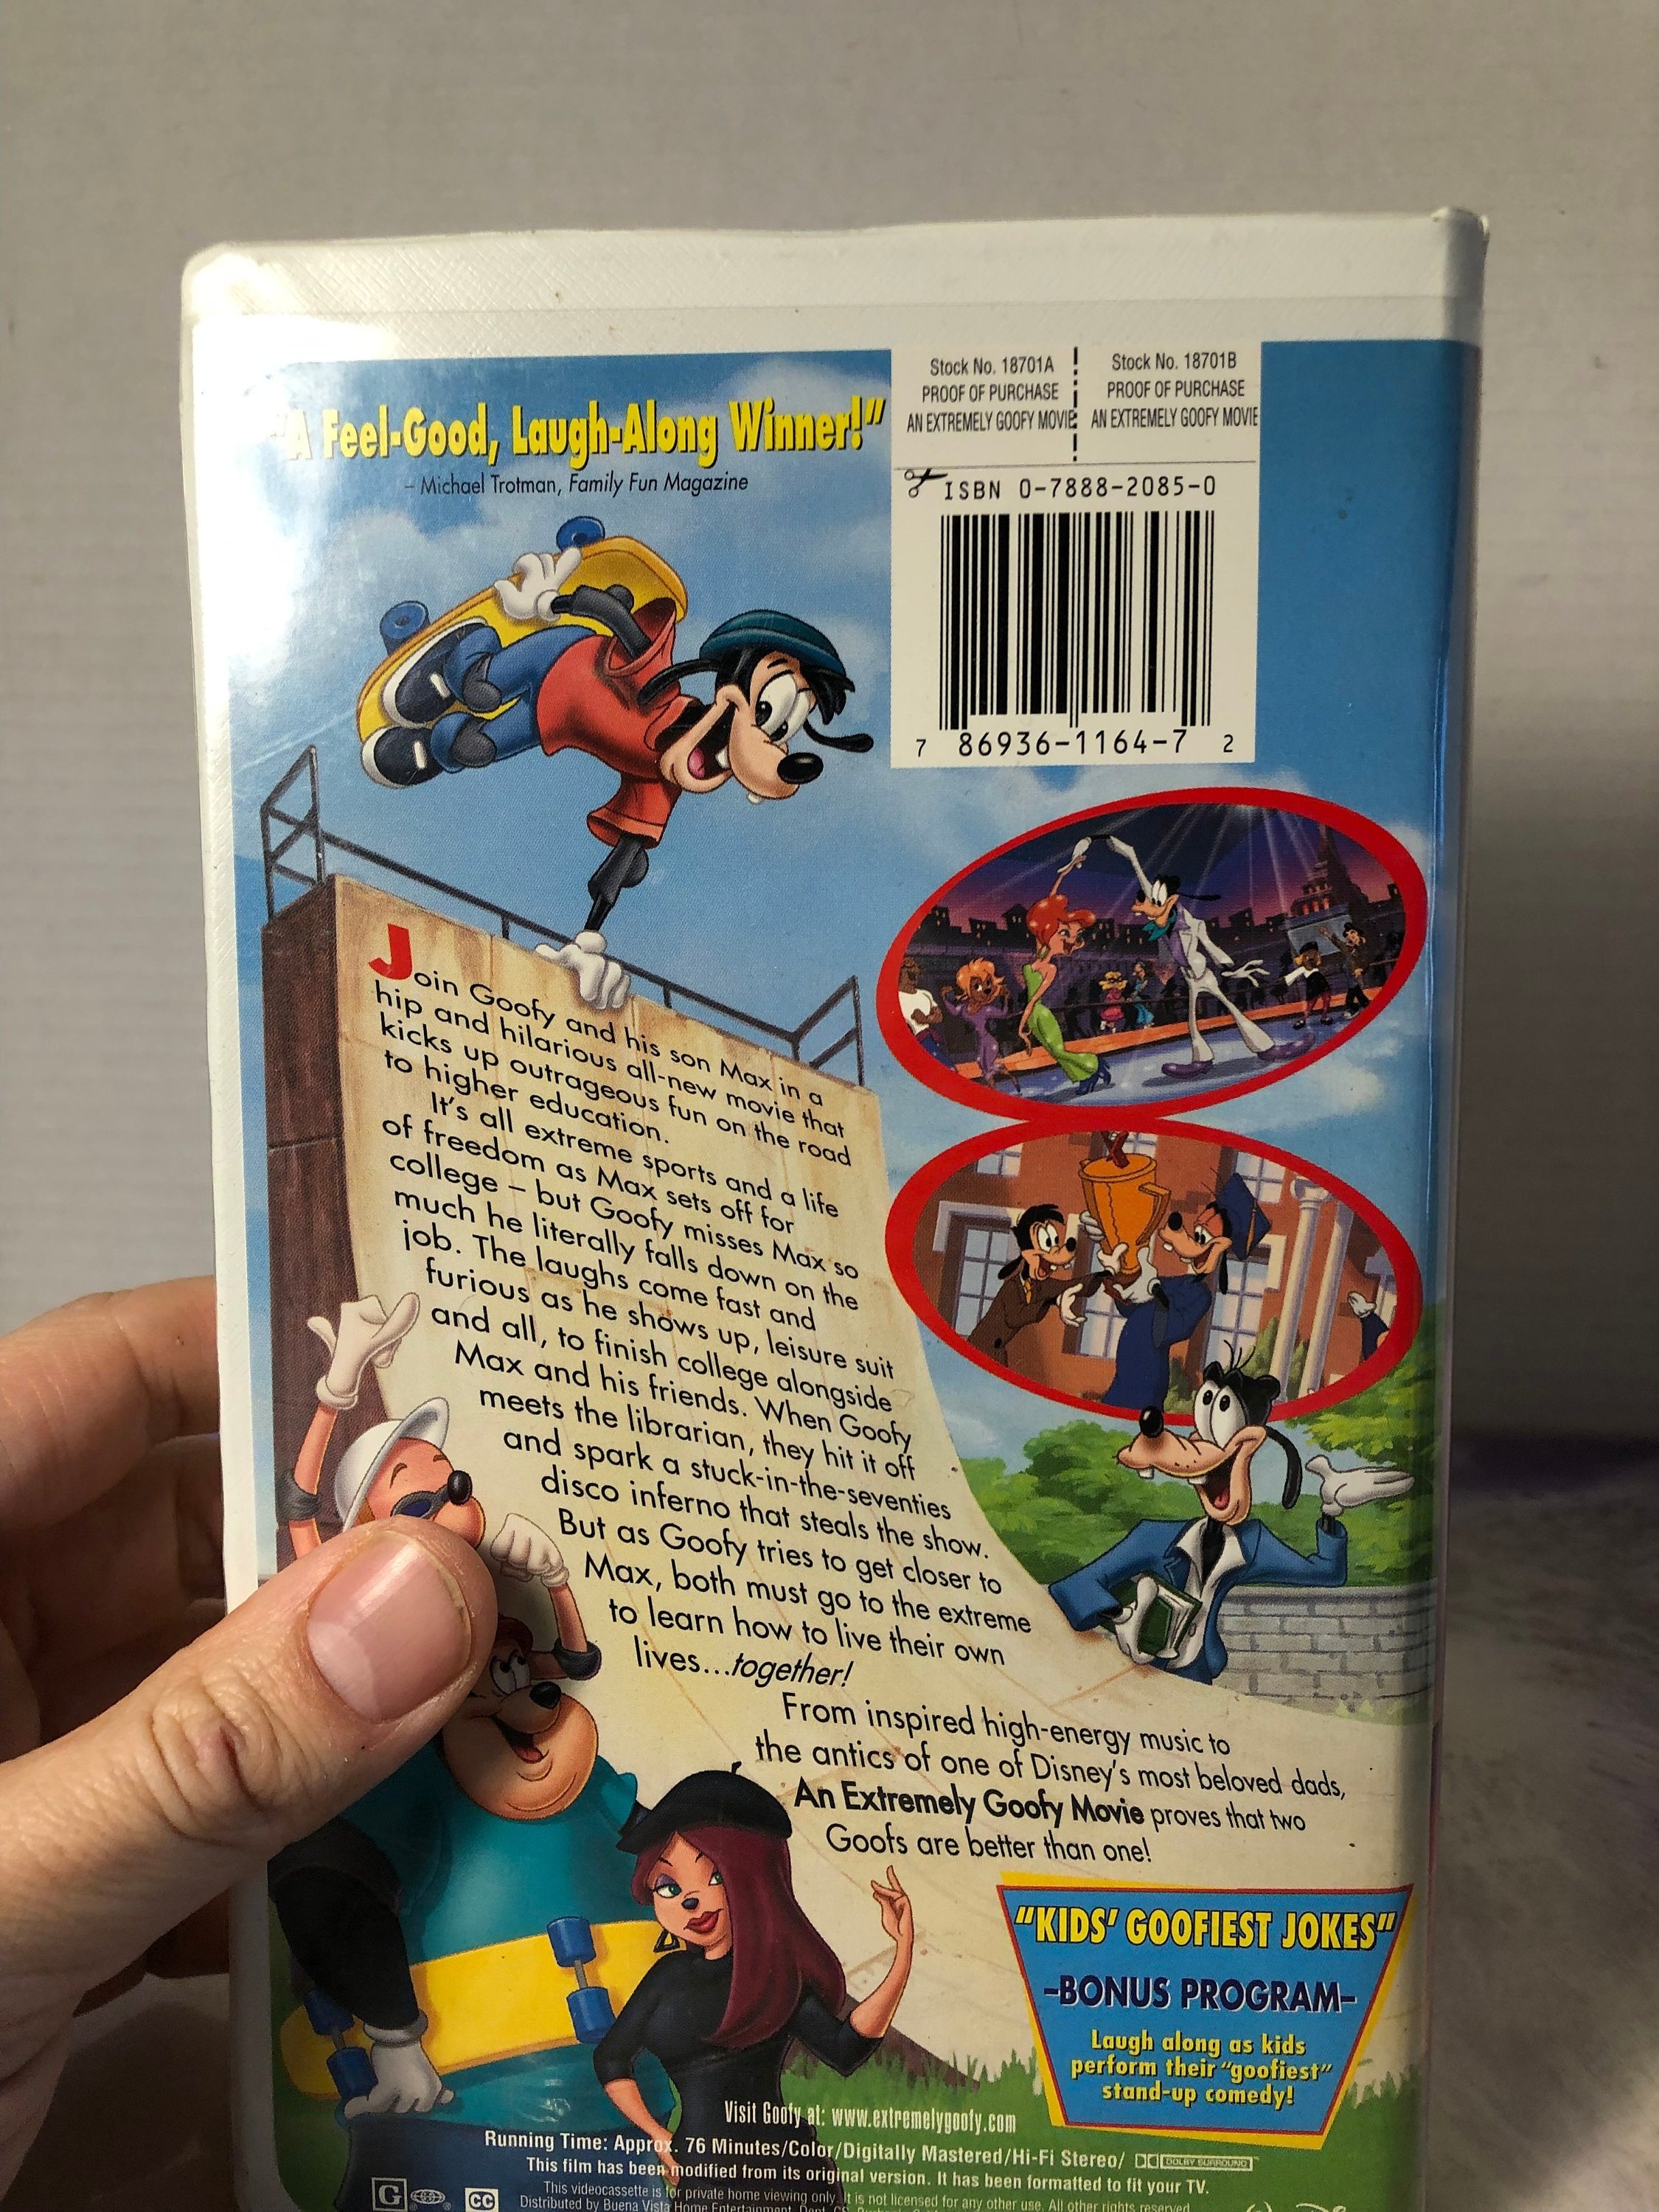 "A Feel-Good, Laugh-Along Winner!"
– Michael Trotman, Family Fun Magazine
Stock No. 18701A
PROOF OF PURCHASE
AN EXTREMELY GOOFY MOVIE
Stock No. 18701B
PROOF OF PURCHASE
AN EXTREMELY GOOFY MOVIE
ISBN 0-7888-2085-0
7 86936-1164-7 2
Join Goofy and his son Max in a
hip and hilarious all-new movie that
kicks up outrageous fun on the road
to higher education.
It's all extreme sports and a life
of freedom as Max sets off for
college – but Goofy misses Max so
much he literally falls down on the
job. The laughs come fast and
furious as he shows up, leisure suit
and all, to finish college alongside
Max and his friends. When Goofy
meets the librarian, they hit it off
and spark a stuck-in-the-seventies
disco inferno that steals the show.
But as Goofy tries to get closer to
Max, both must go to the extreme
to learn how to live their own
lives...together!
From inspired high-energy music to
the antics of one of Disney's most beloved dads,
An Extremely Goofy Movie proves that two
Goofs are better than one!
"KIDS' GOOFIEST JOKES"
-BONUS PROGRAM-
Laugh along as kids
perform their "goofiest"
stand-up comedy!
Visit Goofy at: www.extremelygoofy.com
Running Time: Approx. 76 Minutes/Color/Digitally Mastered/Hi-Fi Stereo/ DOLBY SURROUND
This film has been modified from its original version. It has been formatted to fit your TV.
G
CC
This videocassette is for private home viewing only. It is not licensed for any other use. All other rights reserved.
Distributed by Buena Vista Home Entertainment, Dept. CS,